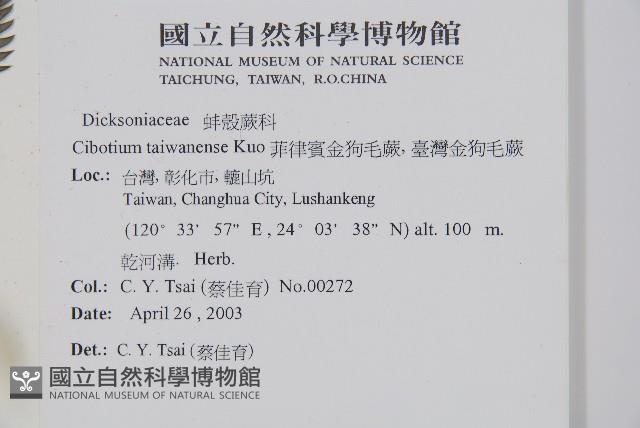 國立自然科學博物館
NATIONAL MUSEUM OF NATURAL SCIENCE
TAICHUNG, TAIWAN, R.O.CHINA
Dicksoniaceae 蚌殼蕨科
Cibotium taiwanense Kuo 菲律賓金狗毛蕨, 臺灣金狗毛蕨
Loc.: 台灣, 彰化市, 轆山坑
Taiwan, Changhua City, Lushankeng
(120° 33' 57" E , 24° 03' 38" N) alt. 100 m.
乾河溝. Herb.
Col.: C. Y. Tsai (蔡佳育) No.00272
Date: April 26 , 2003
Det.: C. Y. Tsai (蔡佳育)
國立自然科學博物館
NATIONAL MUSEUM OF NATURAL SCIENCE